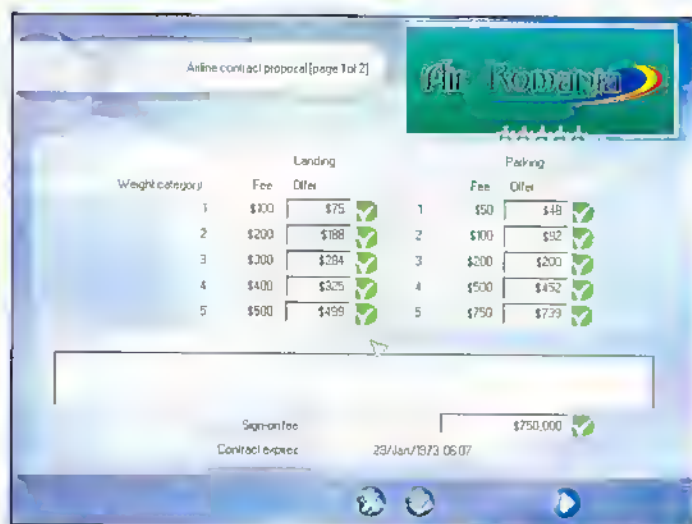 Airline contract proposal [page 1 of 2]
Air Romania
Landing Parking
Weight category Fee Offer Fee Offer
1 $100 $75 1 $50 $48
2 $200 $188 2 $100 $92
3 $300 $284 3 $200 $200
4 $400 $325 4 $500 $452
5 $500 $499 5 $750 $739
Sign-on fee $750,000
Contract expires 23/Jan/1973 06:07